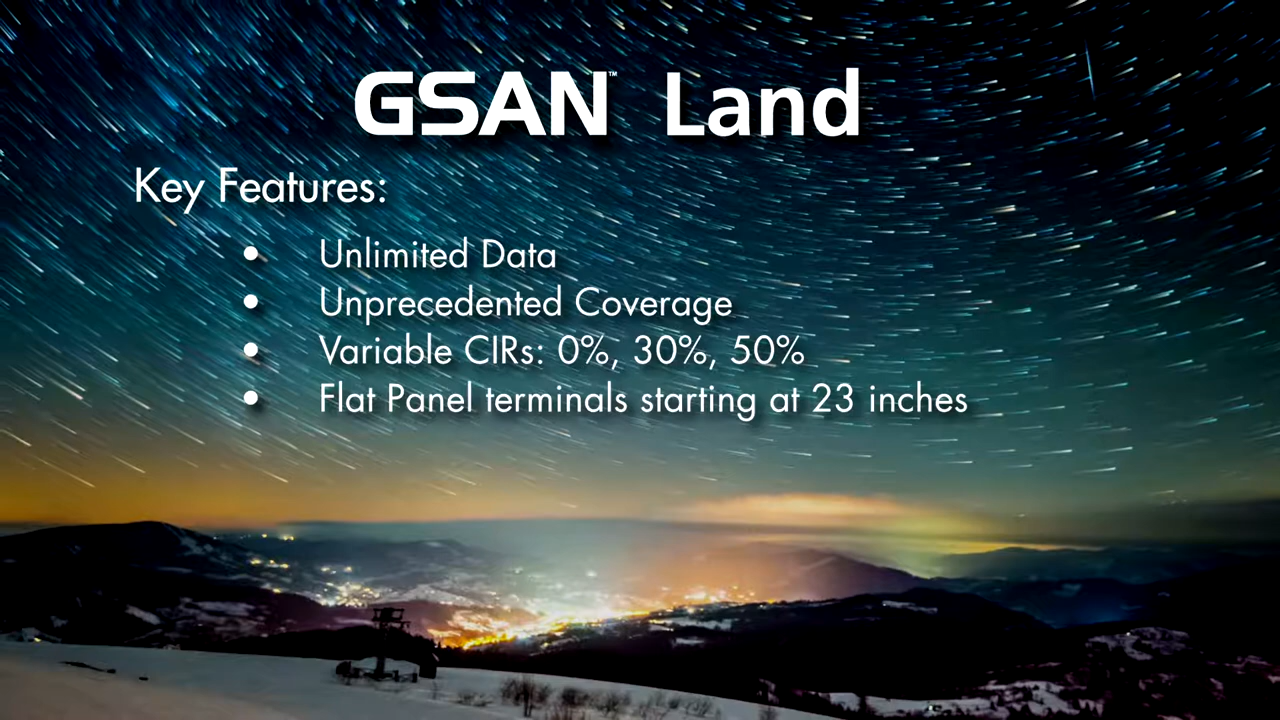 GSAN™ Land
Key Features:
• Unlimited Data
• Unprecedented Coverage
• Variable CIRs: 0%, 30%, 50%
• Flat Panel terminals starting at 23 inches